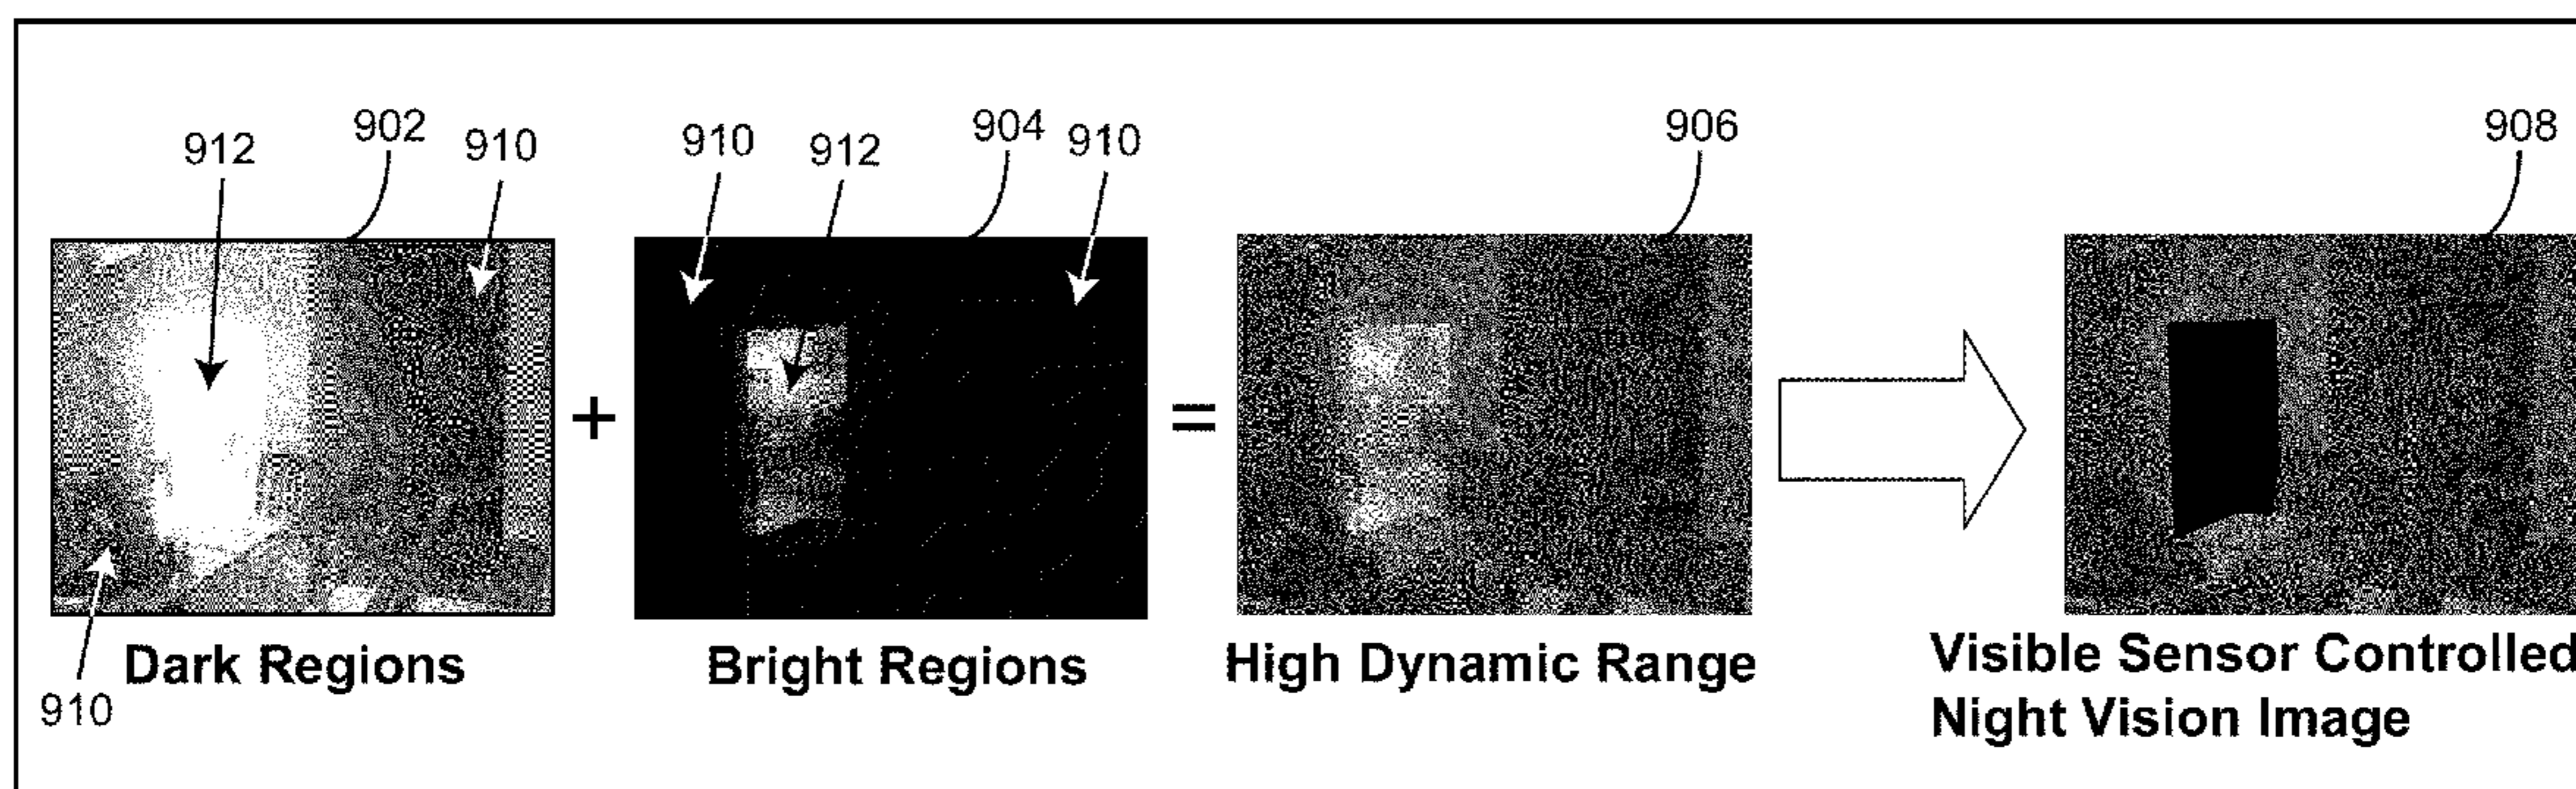 912 902 910 910 912 904 910 906 908
+ =
Dark Regions Bright Regions High Dynamic Range Visible Sensor Controlled
Night Vision Image
910